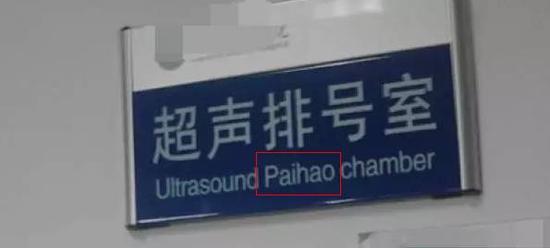 超声排号室
Ultrasound Paihao chamber